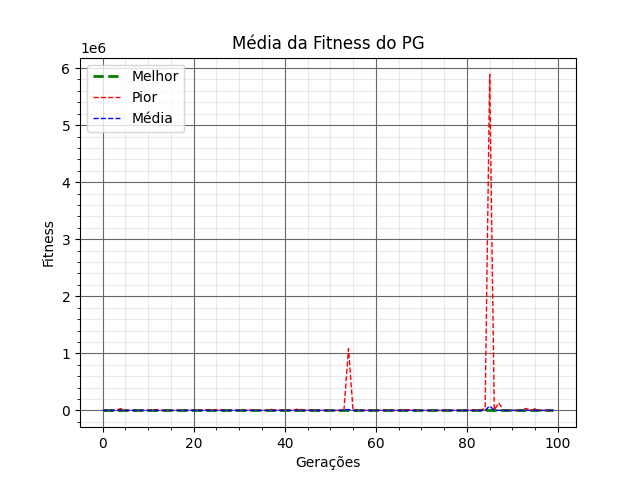 Média da Fitness do PG
1e6
Melhor
Pior
Média
6
5
4
3
2
1
0
Fitness
0 20 40 60 80 100
Gerações